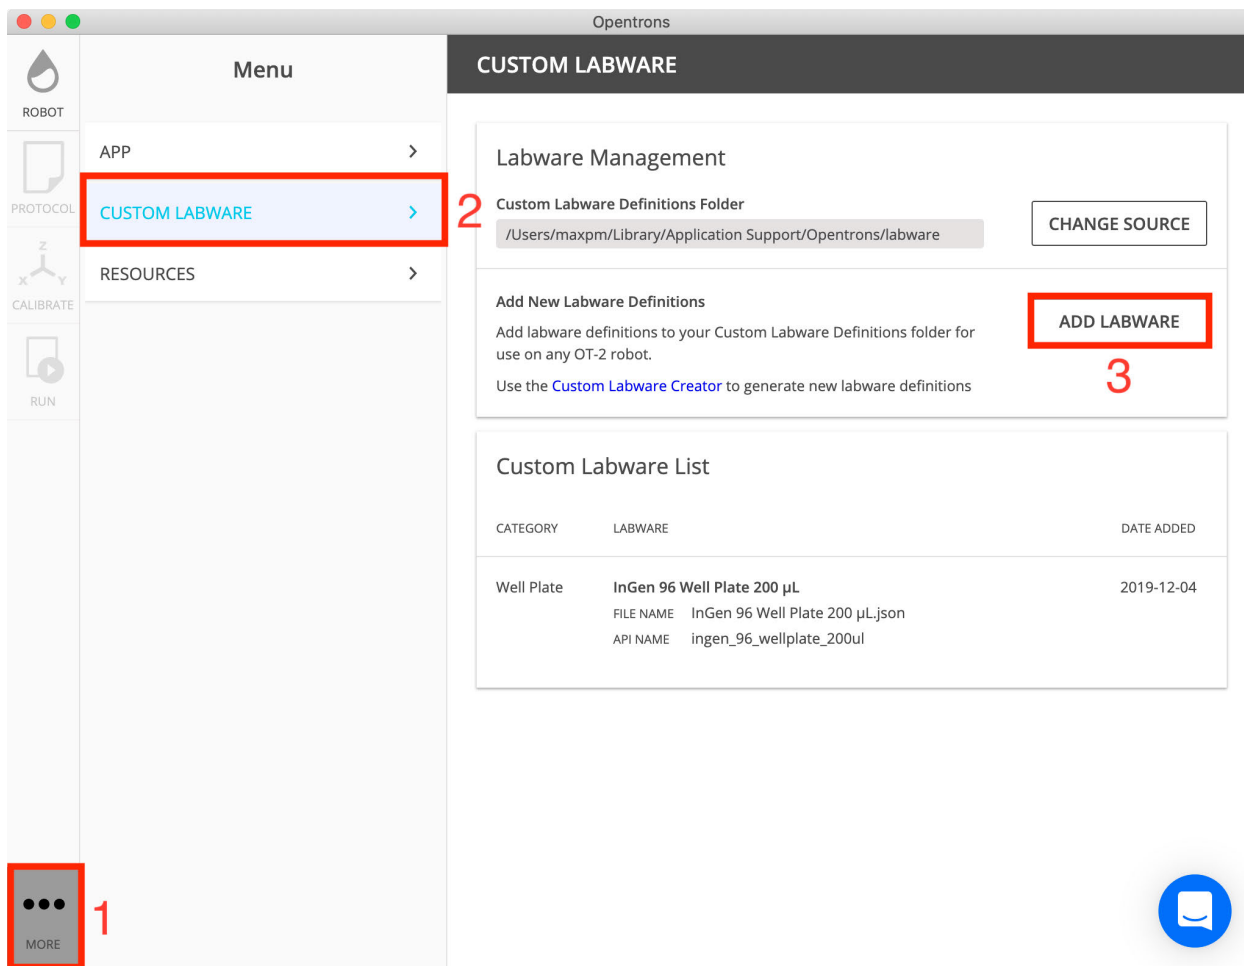 Opentrons
ROBOT
PROTOCOL
Z
X
Y
CALIBRATE
RUN
MORE
1
Menu
APP
CUSTOM LABWARE
2
RESOURCES
CUSTOM LABWARE
Labware Management
Custom Labware Definitions Folder
/Users/maxpm/Library/Application Support/Opentrons/labware
CHANGE SOURCE
Add New Labware Definitions
Add labware definitions to your Custom Labware Definitions folder for
use on any OT-2 robot.
Use the Custom Labware Creator to generate new labware definitions
ADD LABWARE
3
Custom Labware List
CATEGORY LABWARE DATE ADDED
Well Plate InGen 96 Well Plate 200 µL 2019-12-04
FILE NAME InGen 96 Well Plate 200 µL.json
API NAME ingen_96_wellplate_200ul